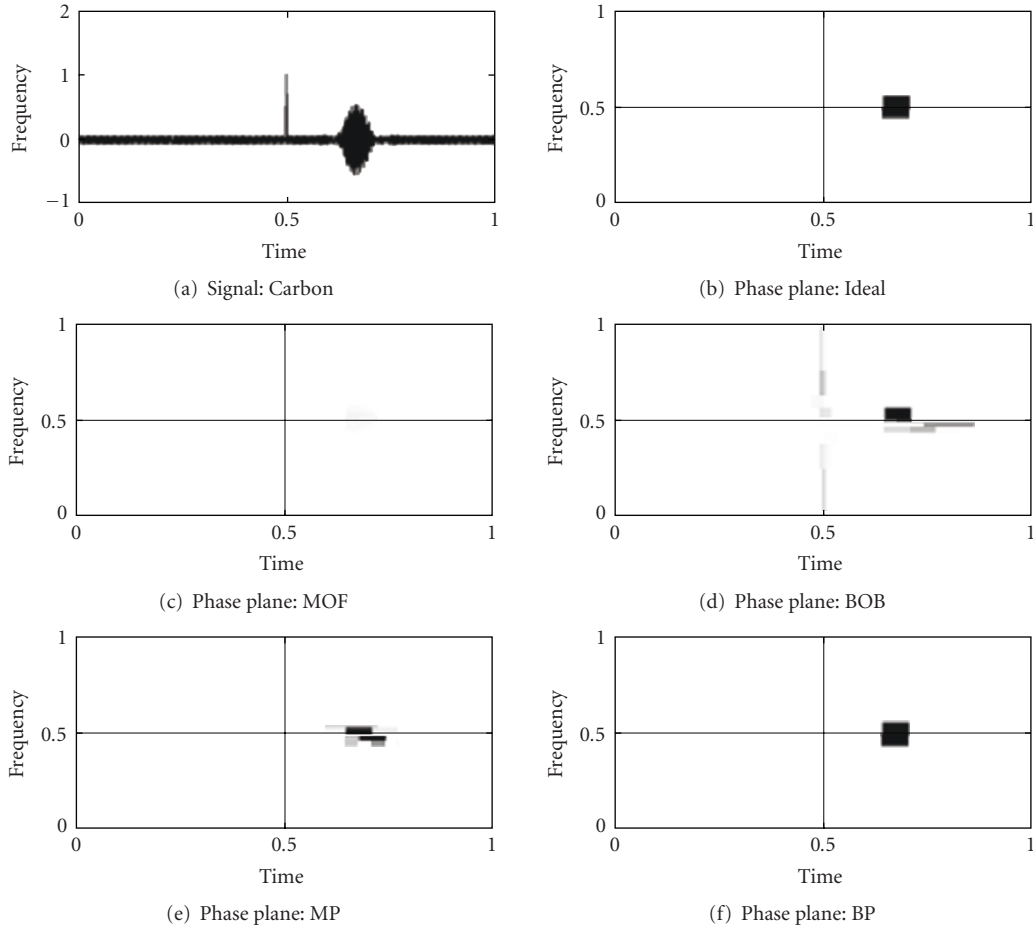 2
1
0
−1
Frequency
0
0.5
1
Time
(a) Signal: Carbon
1
0.5
0
Frequency
0
0.5
1
Time
(b) Phase plane: Ideal
1
0.5
0
Frequency
0
0.5
1
Time
(c) Phase plane: MOF
1
0.5
0
Frequency
0
0.5
1
Time
(d) Phase plane: BOB
1
0.5
0
Frequency
0
0.5
1
Time
(e) Phase plane: MP
1
0.5
0
Frequency
0
0.5
1
Time
(f) Phase plane: BP